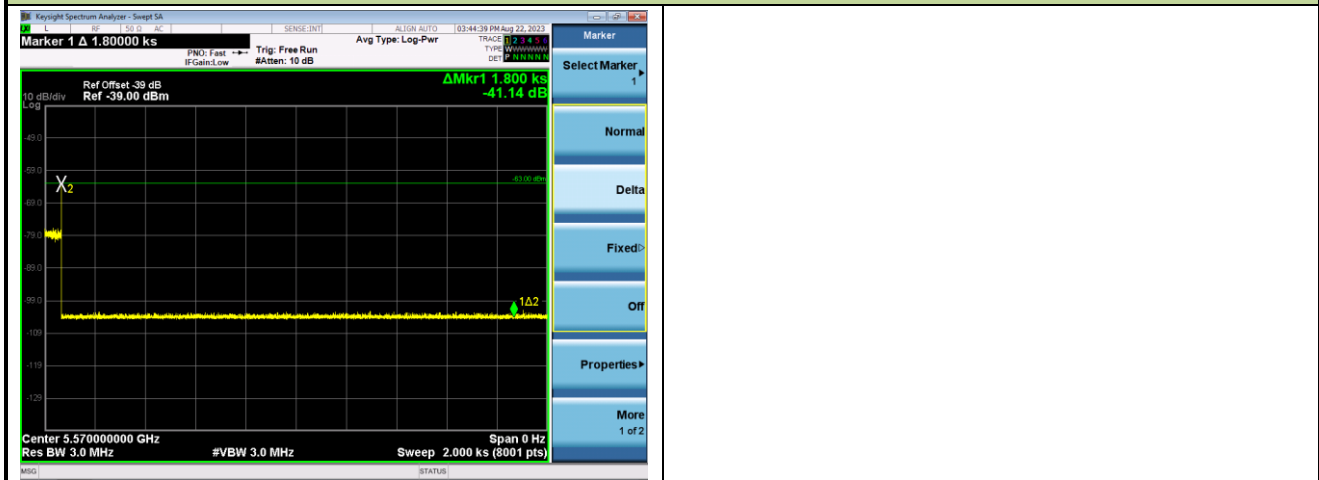 Keysight Spectrum Analyzer - Swept SA
L RF 50 Ω AC SENSE:INT ALIGN AUTO 03:44:39 PM Aug 22, 2023
Marker 1 Δ 1.80000 ks
PNO: Fast
IFGain:Low
Trig: Free Run
#Atten: 10 dB
Avg Type: Log-Pwr
TRACE 1 2 3 4 5 6
TYPE WWWWWW
DET P N N N N N
ΔMkr1 1.800 ks
-41.14 dB
Ref Offset -39 dB
10 dB/div Ref -39.00 dBm
Log
-49.0
-59.0
-63.00 dBm
X2
-69.0
-79.0
-89.0
-99.0
1Δ2
-109
-119
-129
Center 5.570000000 GHz Span 0 Hz
Res BW 3.0 MHz #VBW 3.0 MHz Sweep 2.000 ks (8001 pts)
MSG STATUS
Marker
Select Marker
1
Normal
Delta
Fixed
Off
Properties
More
1 of 2